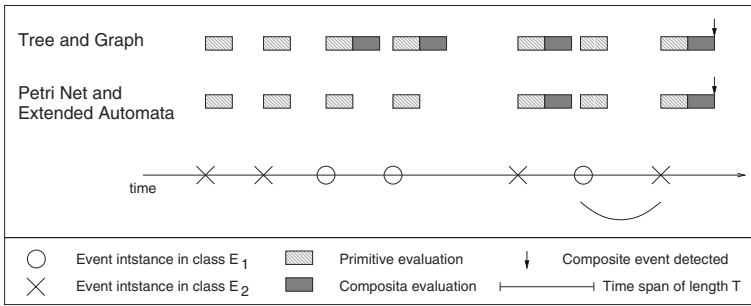 Tree and Graph
Petri Net and
Extended Automata
time
Event intstance in class E1
Primitive evaluation
Composite event detected
Event intstance in class E2
Composita evaluation
Time span of length T